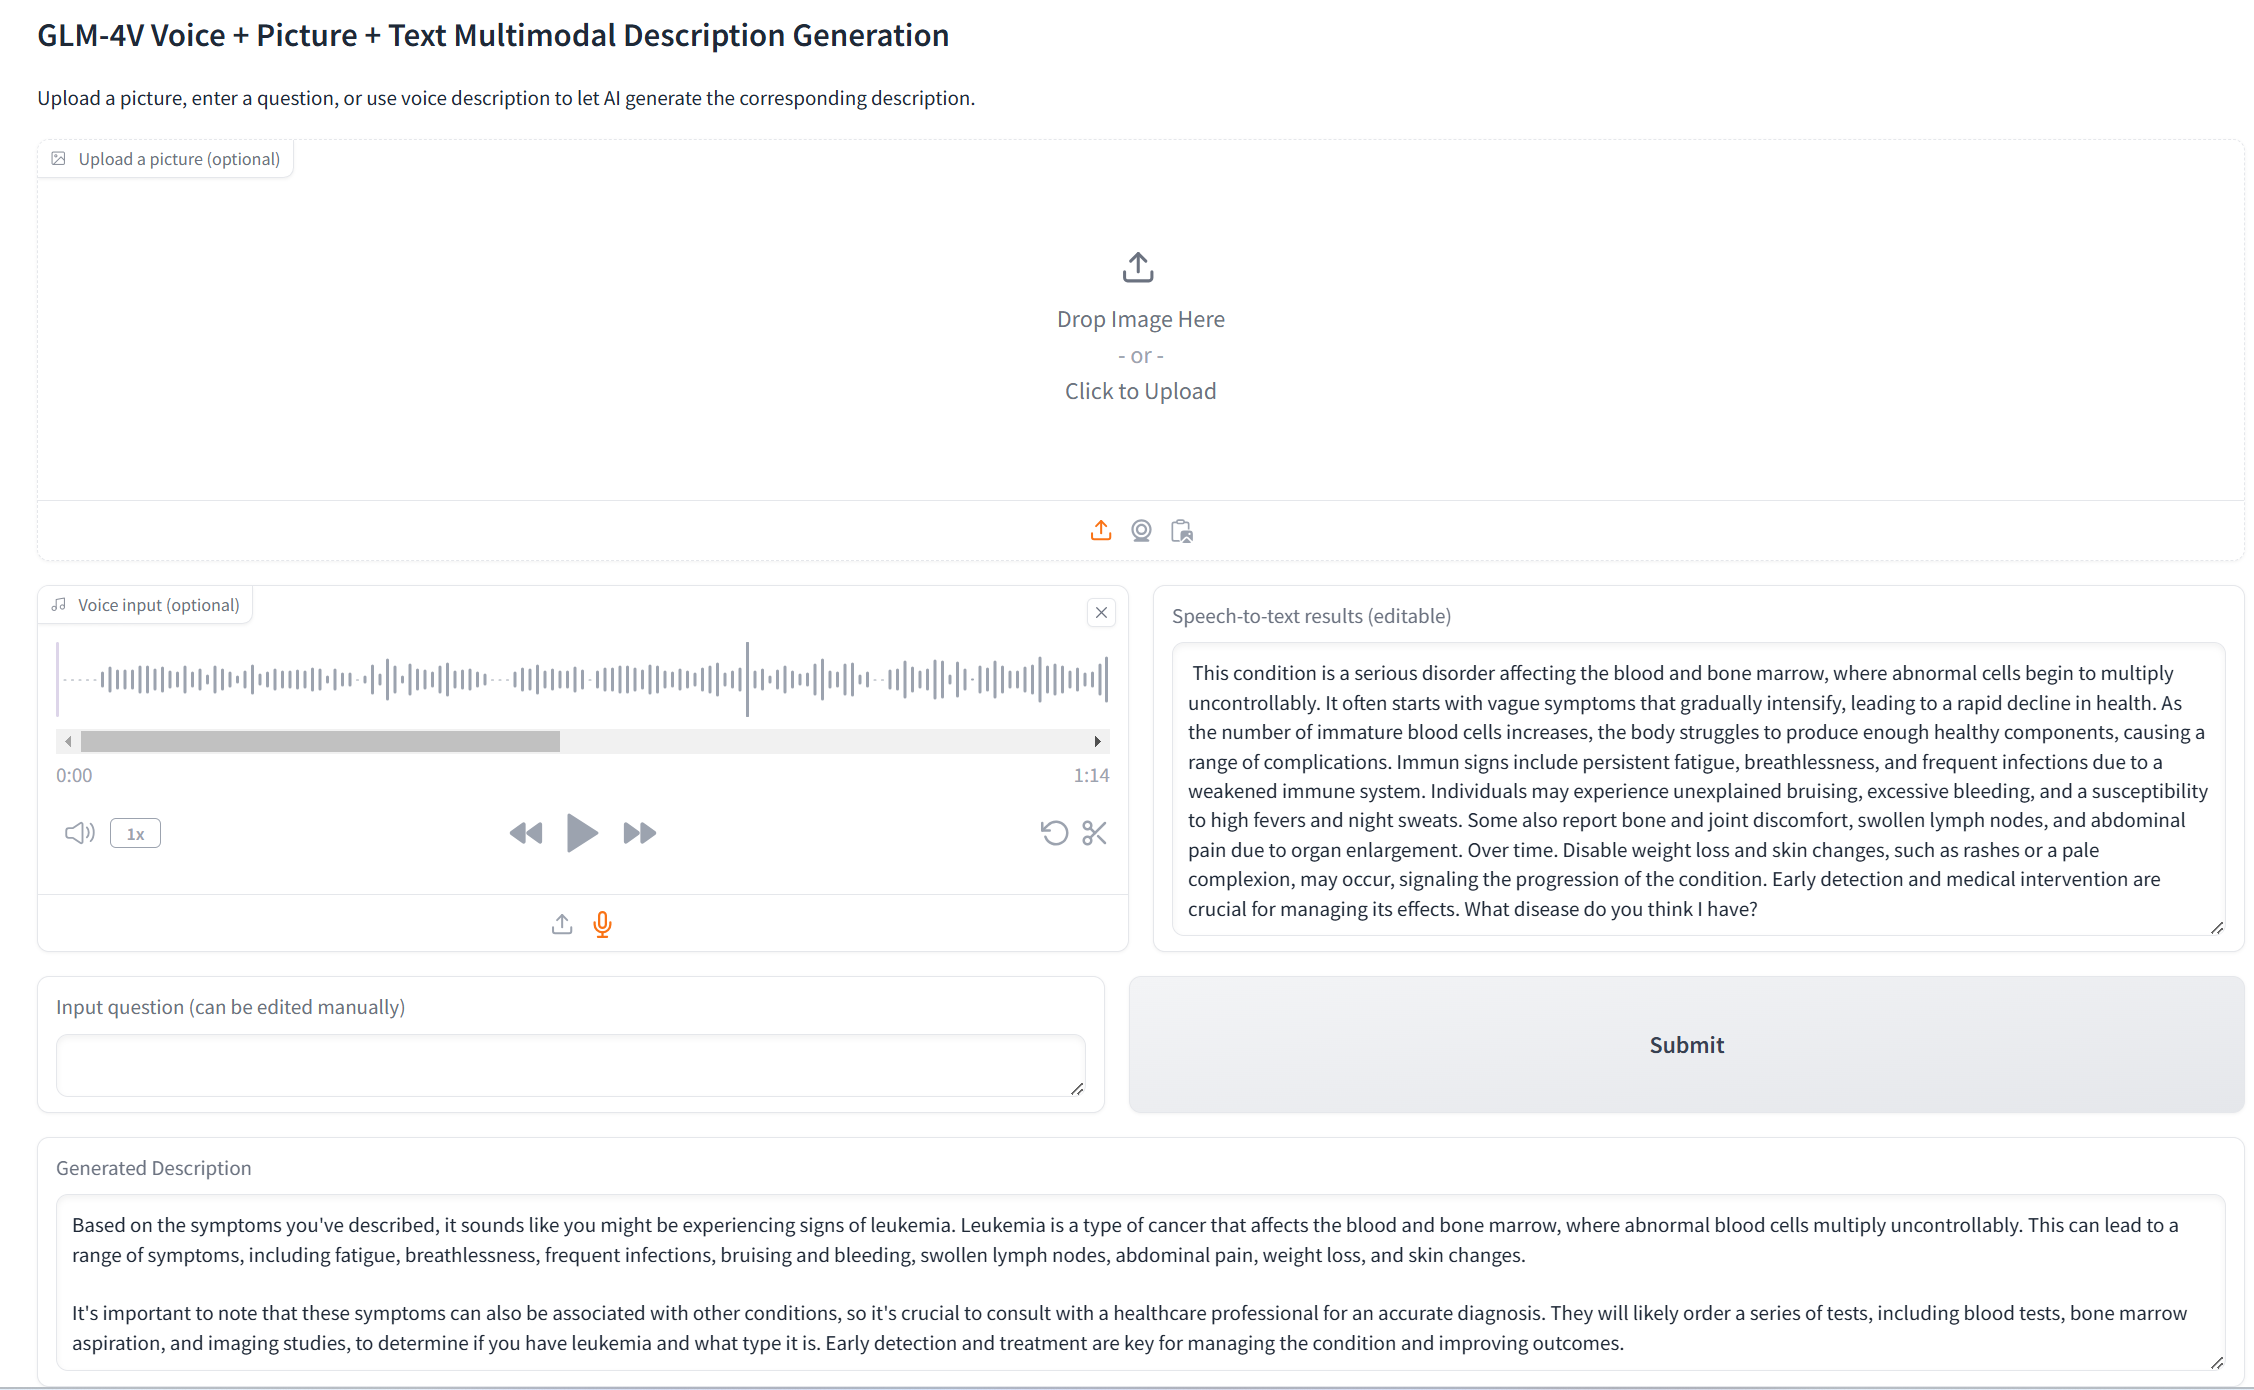 GLM-4V Voice + Picture + Text Multimodal Description Generation
Upload a picture, enter a question, or use voice description to let AI generate the corresponding description.
Upload a picture (optional)
Drop Image Here
- or -
Click to Upload
Voice input (optional)
0:00
1:14
1x
Speech-to-text results (editable)
This condition is a serious disorder affecting the blood and bone marrow, where abnormal cells begin to multiply
uncontrollably. It often starts with vague symptoms that gradually intensify, leading to a rapid decline in health. As
the number of immature blood cells increases, the body struggles to produce enough healthy components, causing a
range of complications. Immun signs include persistent fatigue, breathlessness, and frequent infections due to a
weakened immune system. Individuals may experience unexplained bruising, excessive bleeding, and a susceptibility
to high fevers and night sweats. Some also report bone and joint discomfort, swollen lymph nodes, and abdominal
pain due to organ enlargement. Over time. Disable weight loss and skin changes, such as rashes or a pale
complexion, may occur, signaling the progression of the condition. Early detection and medical intervention are
crucial for managing its effects. What disease do you think I have?
Input question (can be edited manually)
Submit
Generated Description
Based on the symptoms you've described, it sounds like you might be experiencing signs of leukemia. Leukemia is a type of cancer that affects the blood and bone marrow, where abnormal blood cells multiply uncontrollably. This can lead to a
range of symptoms, including fatigue, breathlessness, frequent infections, bruising and bleeding, swollen lymph nodes, abdominal pain, weight loss, and skin changes.
It's important to note that these symptoms can also be associated with other conditions, so it's crucial to consult with a healthcare professional for an accurate diagnosis. They will likely order a series of tests, including blood tests, bone marrow
aspiration, and imaging studies, to determine if you have leukemia and what type it is. Early detection and treatment are key for managing the condition and improving outcomes.